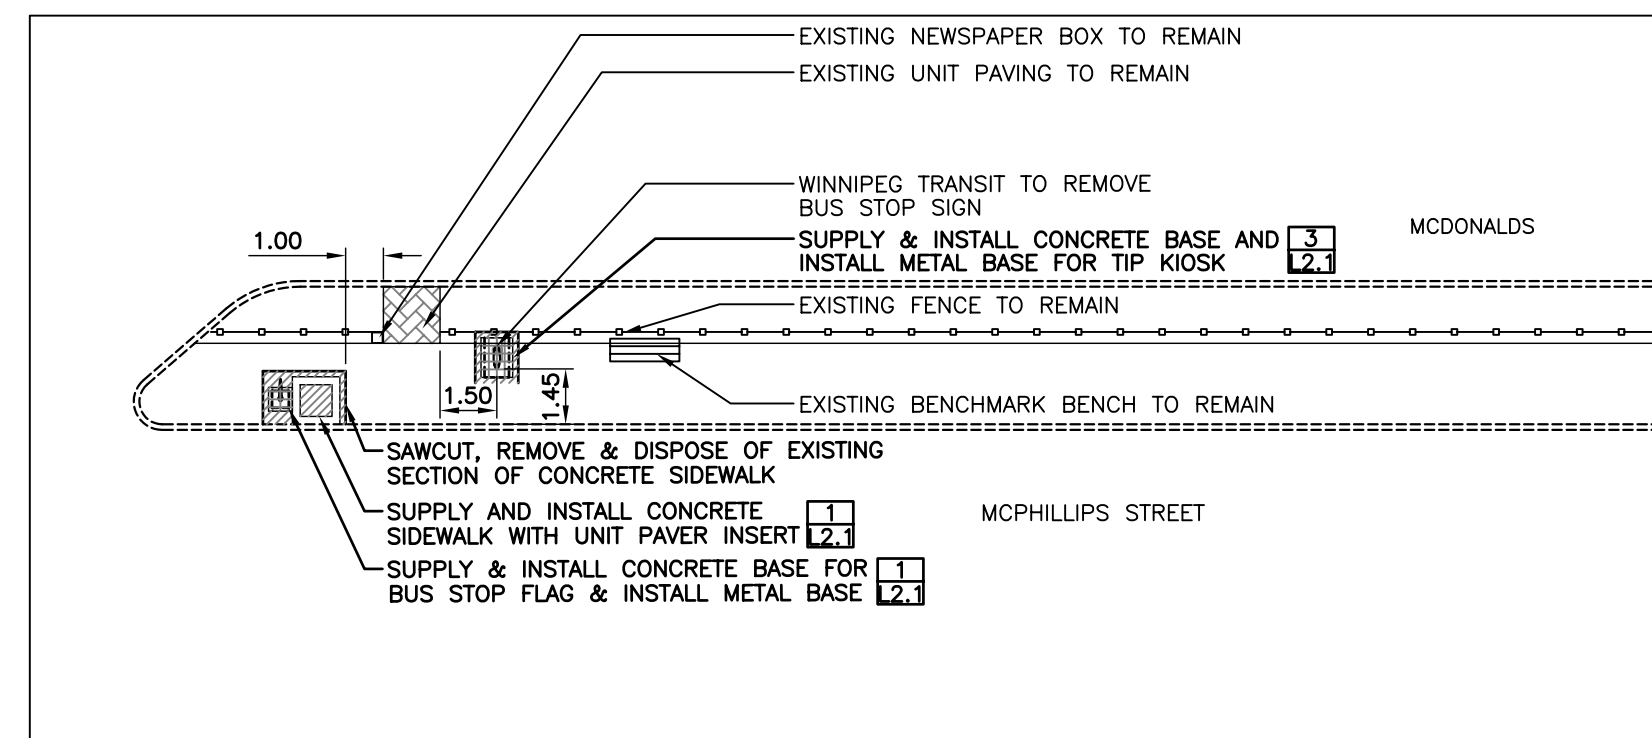 EXISTING NEWSPAPER BOX TO REMAIN
EXISTING UNIT PAVING TO REMAIN
WINNIPEG TRANSIT TO REMOVE
BUS STOP SIGN
SUPPLY & INSTALL CONCRETE BASE AND
INSTALL METAL BASE FOR TIP KIOSK
3
L2.1
MCDONALDS
1.00
EXISTING FENCE TO REMAIN
1.50
1.45
EXISTING BENCHMARK BENCH TO REMAIN
SAWCUT, REMOVE & DISPOSE OF EXISTING
SECTION OF CONCRETE SIDEWALK
SUPPLY AND INSTALL CONCRETE
SIDEWALK WITH UNIT PAVER INSERT
1
L2.1
MCPHILLIPS STREET
SUPPLY & INSTALL CONCRETE BASE FOR
BUS STOP FLAG & INSTALL METAL BASE
1
L2.1